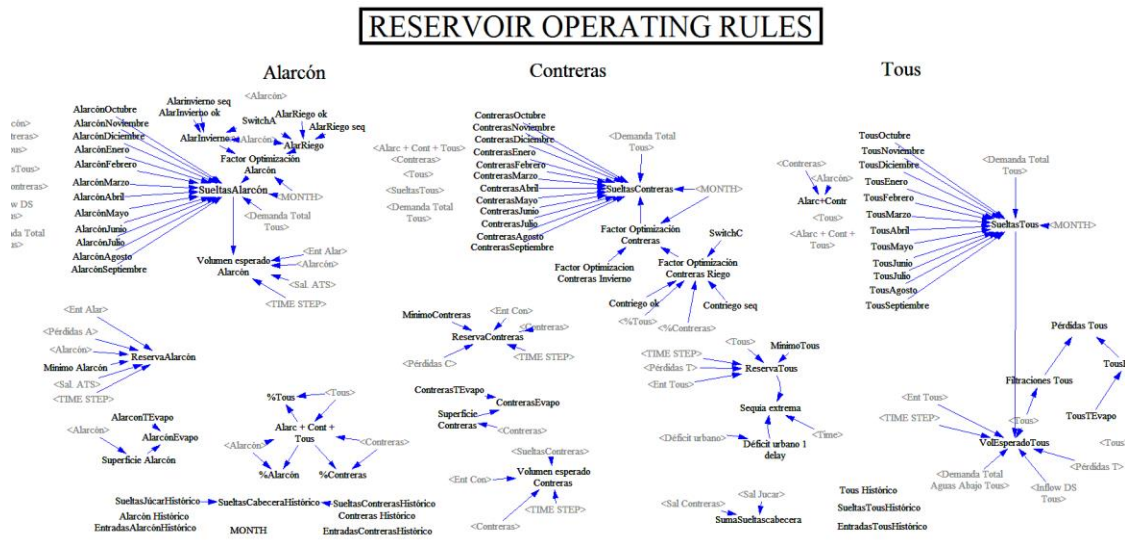 RESERVOIR OPERATING RULES
Alarcón
Contreras
Tous
AlarcónOctubre
AlarcónNoviembre
AlarcónDiciembre
AlarcónEnero
AlarcónFebrero
AlarcónMarzo
AlarcónAbril
AlarcónMayo
AlarcónJunio
AlarcónJulio
AlarcónAgosto
AlarcónSeptiembre
Alarinvierno seq
AlarInvierno ok
<Alarcón>
SwitchA
AlarRiego ok
AlarRiego seq
AlarInvierno
<Alarcón>
AlarRiego
Factor Optimización
Alarcón
SueltasAlarcón
<MONTH>
<Demanda Total
Tous>
Volumen esperado
Alarcón
<Ent Alar>
<Alarcón>
<Sal. ATS>
<TIME STEP>
<Ent Alar>
<Pérdidas A>
<Alarcón>
Minimo Alarcón
<Sal. ATS>
<TIME STEP>
ReservaAlarcón
AlarconTEvapo
<Alarcón>
AlarcónEvapo
Superficie Alarcón
%Tous
<Tous>
Alarc + Cont +
Tous
<Alarcón>
<Contreras>
%Alarcón
%Contreras
SueltasJúcarHistórico
SueltasCabeceraHistórico
SueltasContrerasHistórico
Alarcón Histórico
Contreras Histórico
EntradasAlarcónHistórico
MONTH
EntradasContrerasHistórico
ContrerasOctubre
ContrerasNoviembre
ContrerasDiciembre
ContrerasEnero
ContrerasFebrero
ContrerasMarzo
ContrerasAbril
ContrerasMayo
ContrerasJunio
ContrerasJulio
ContrerasAgosto
ContrerasSeptiembre
<Alarc + Cont + Tous>
<Contreras>
<Tous>
<SueltasTous>
<Demanda Total
Tous>
<Demanda Total
Tous>
SueltasContreras
<MONTH>
Factor Optimización
Contreras
SwitchC
Factor Optimizacion
Contreras Invierno
Factor Optimización
Contreras Riego
Contriego ok
Contriego seq
<%Tous>
<%Contreras>
MinimoContreras
<Ent Con>
<Contreras>
ReservaContreras
<Pérdidas C>
<TIME STEP>
ContrerasTEvapo
ContrerasEvapo
Superficie
Contreras
<Contreras>
<SueltasContreras>
<Ent Con>
Volumen esperado
Contreras
<TIME STEP>
<Contreras>
<Tous>
MinimoTous
<TIME STEP>
<Pérdidas T>
<Ent Tous>
ReservaTous
Sequia extrema
<Déficit urbano>
Déficit urbano 1
delay
<Time>
<Sal Contreras>
<Sal Jucar>
SumaSueltascabecera
TousOctubre
TousNoviembre
TousDiciembre
TousEnero
TousFebrero
TousMarzo
TousAbril
TousMayo
TousJunio
TousJulio
TousAgosto
TousSeptiembre
<Contreras>
<Alarcón>
Alarc+Contr
<Tous>
<Alarc + Cont +
Tous>
<Demanda Total
Tous>
SueltasTous
<MONTH>
Pérdidas Tous
Filtraciones Tous
TousTEvapo
<Ent Tous>
<TIME STEP>
<Tous>
VolEsperadoTous
<Pérdidas T>
<Demanda Total
Aguas Abajo Tous>
<Inflow DS
Tous>
Tous Histórico
SueltasTousHistórico
EntradasTousHistórico